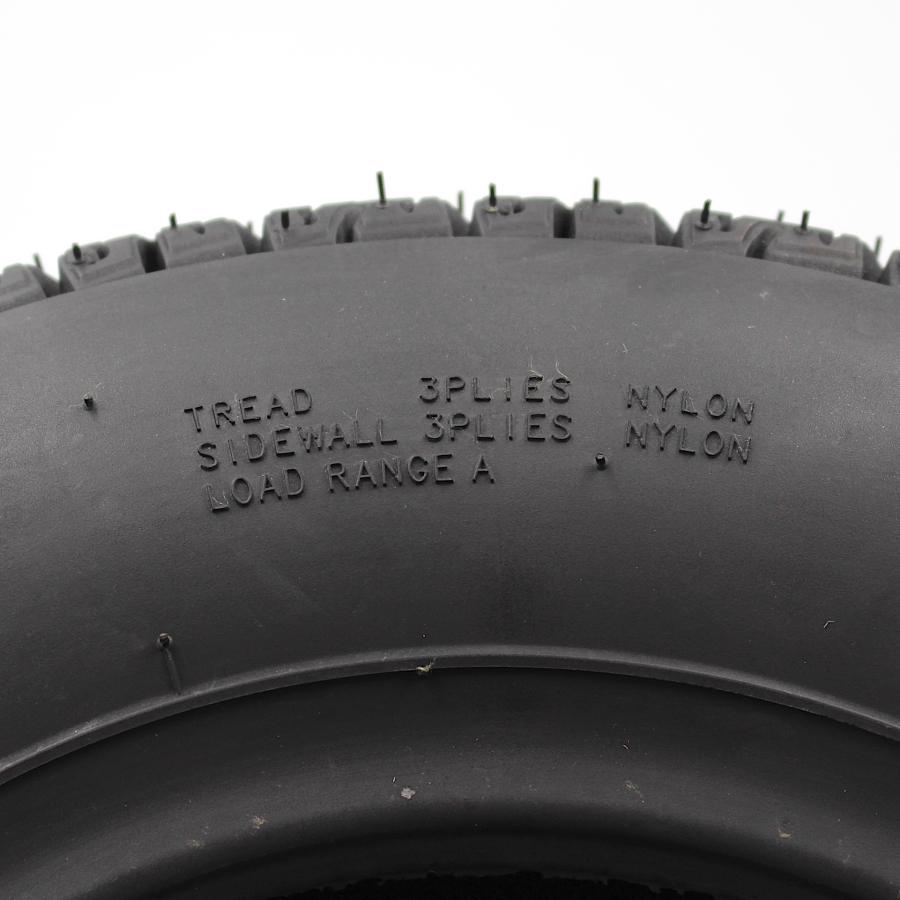 TREAD 3PLIES NYLON
SIDEWALL 3PLIES NYLON
LOAD RANGE A